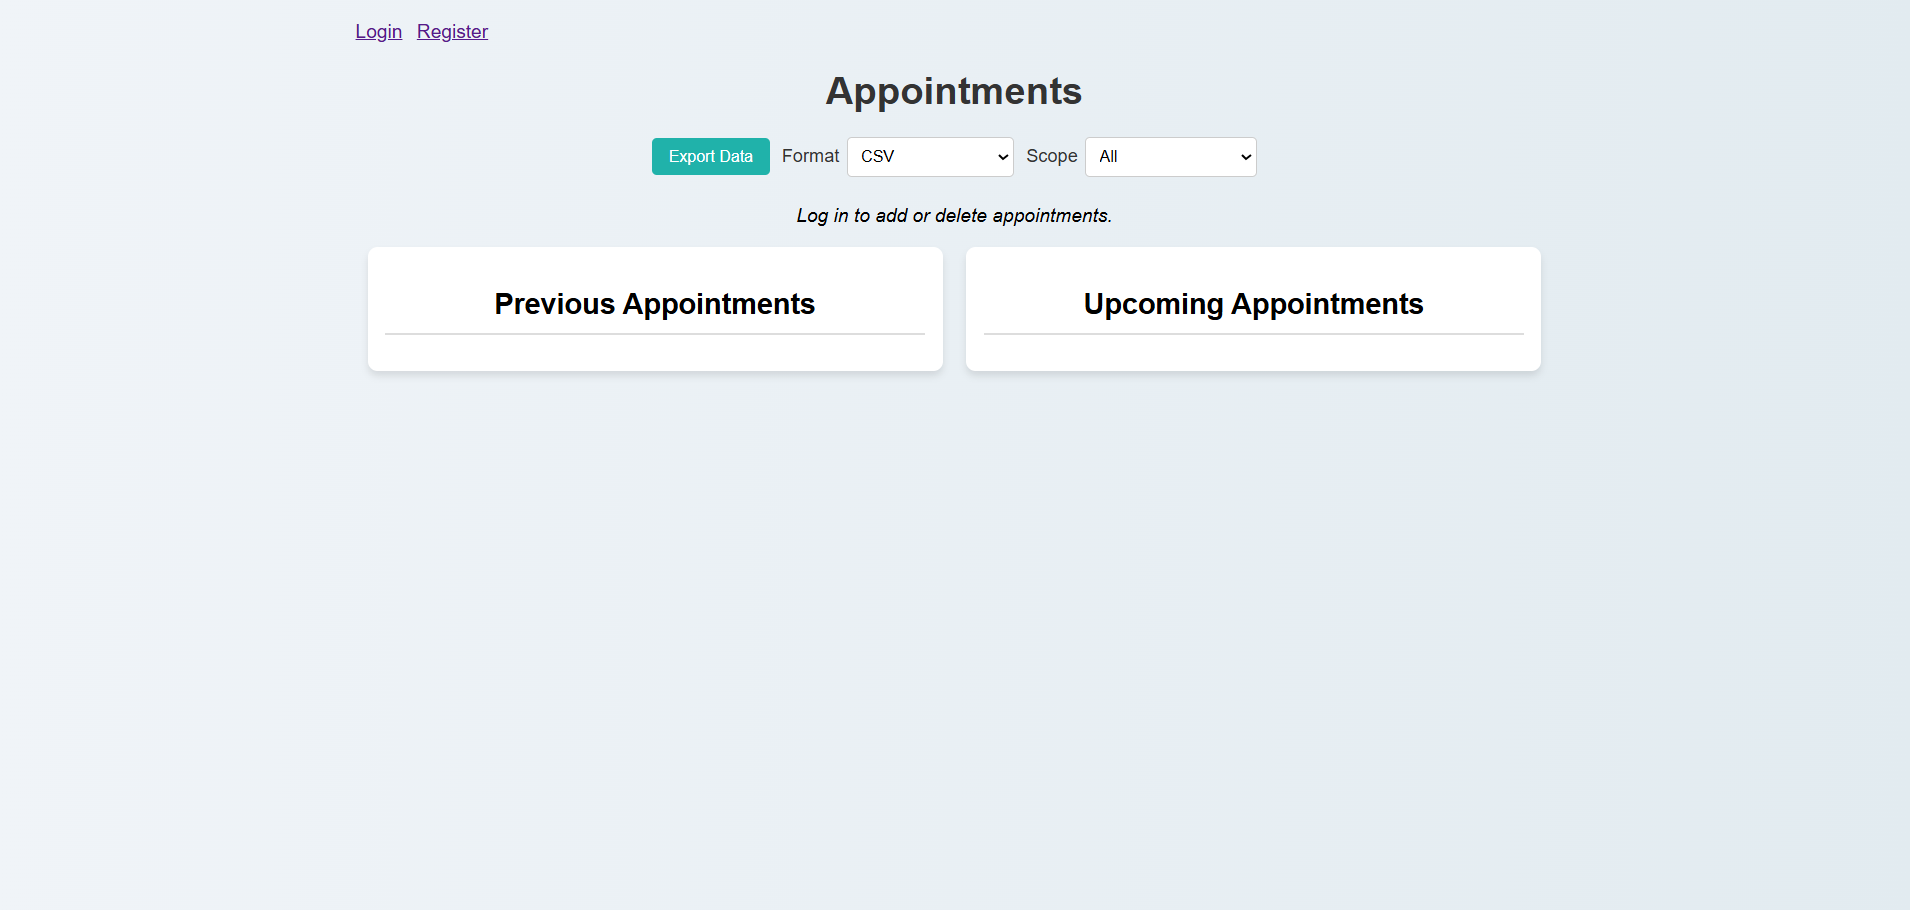 Login Register
Appointments
Export Data Format CSV Scope All
Log in to add or delete appointments.
Previous Appointments
Upcoming Appointments